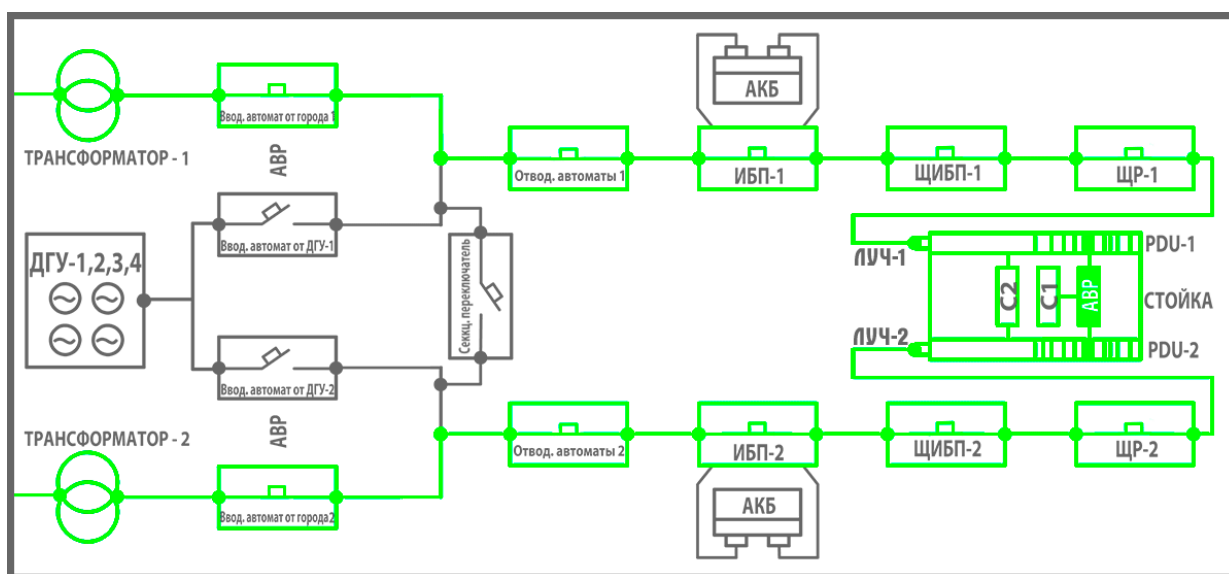 АКБ
Ввод. автомат от города 1
ТРАНСФОРМАТОР - 1
АВР
Отвод. автоматы 1
ИБП-1
ЩИБП-1
ЩР-1
Ввод. автомат от ДГУ-1
ДГУ-1,2,3,4
Секкц. переключатель
ЛУЧ-1
PDU-1
С2
С1
АВР
СТОЙКА
ЛУЧ-2
PDU-2
Ввод. автомат от ДГУ-2
АВР
ТРАНСФОРМАТОР - 2
Отвод. автоматы 2
ИБП-2
ЩИБП-2
ЩР-2
АКБ
Ввод. автомат от города2